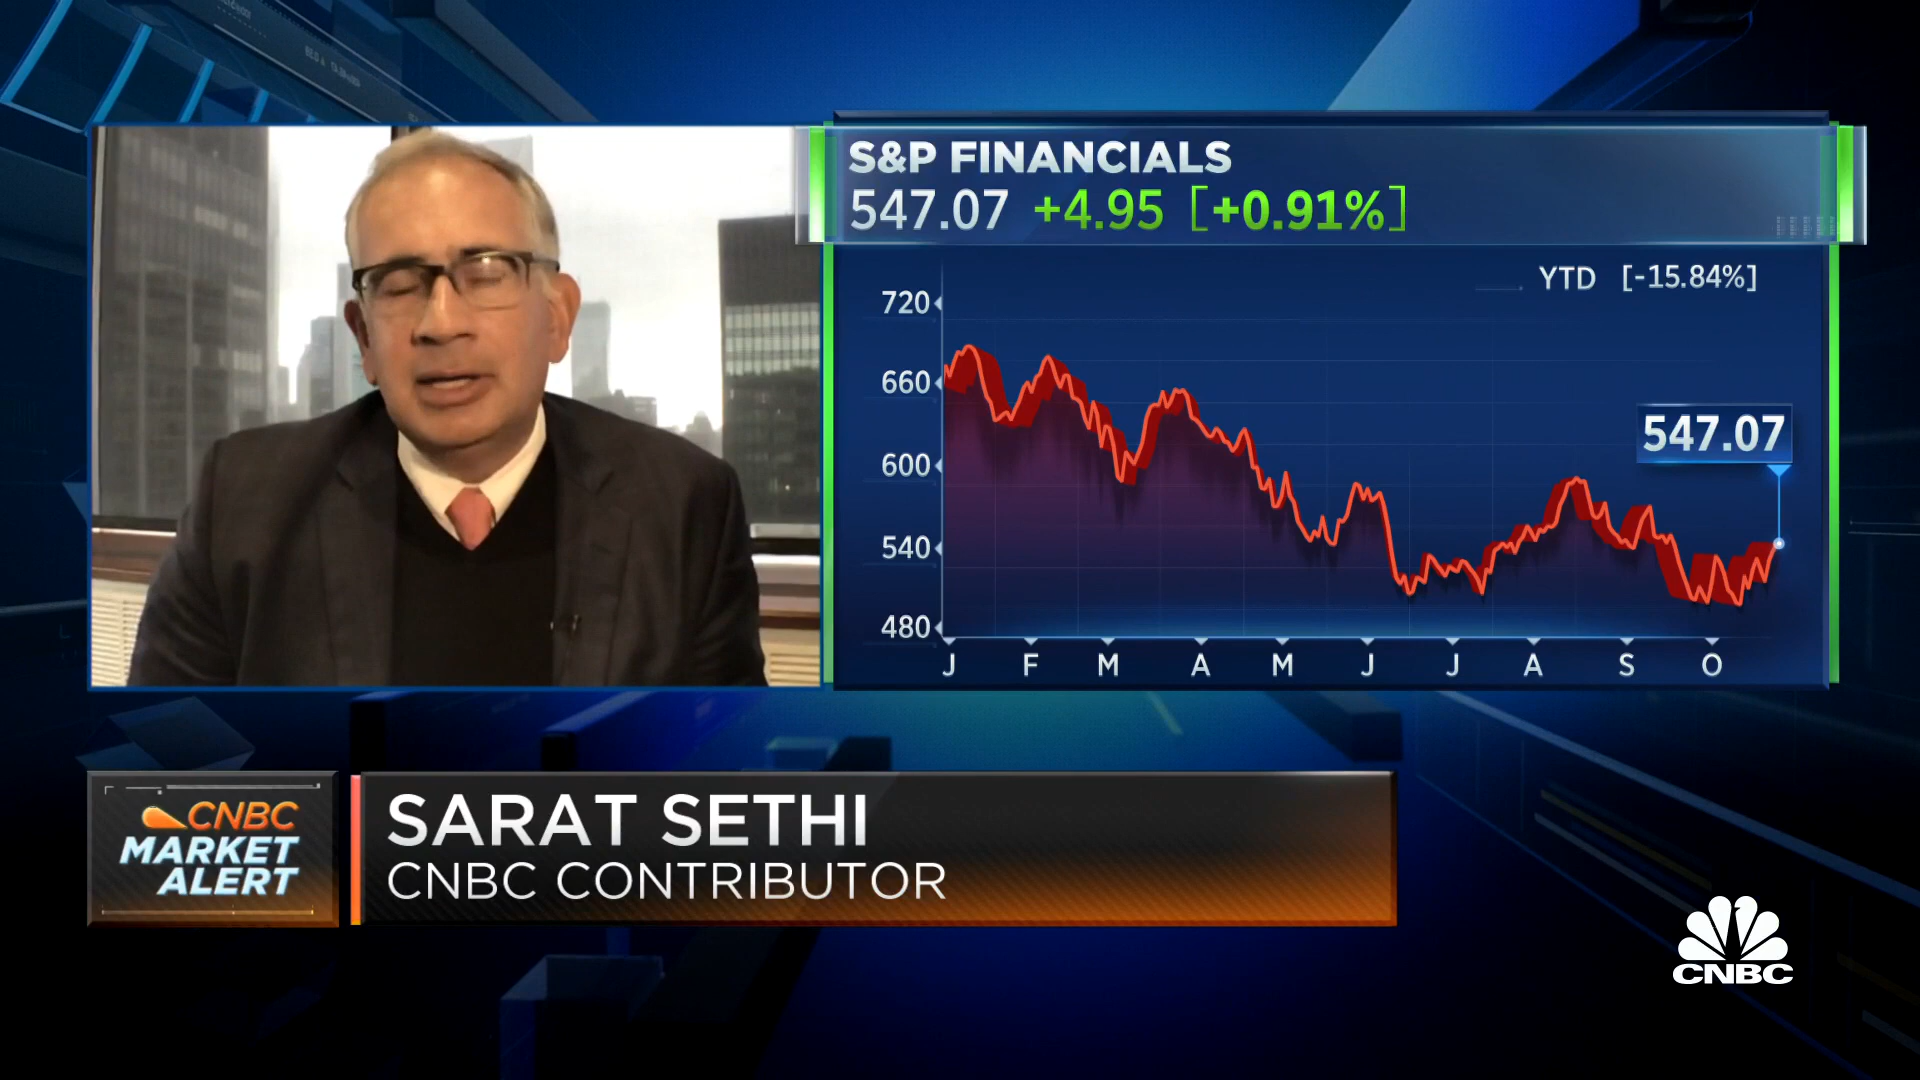 S&P FINANCIALS
547.07 +4.95 [+0.91%]
YTD [-15.84%]
720
660
600
540
480
547.07
J F M A M J J A S O
CNBC
MARKET
ALERT
SARAT SETHI
CNBC CONTRIBUTOR
CNBC